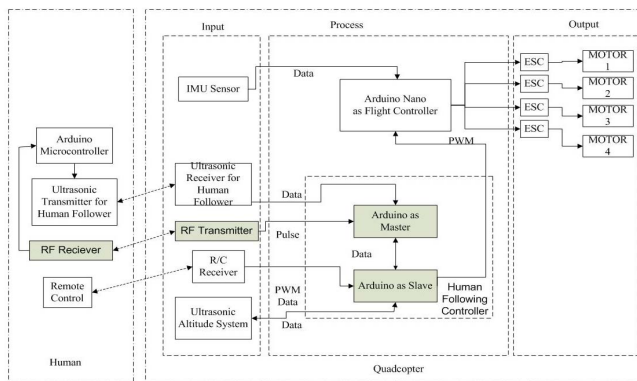 Input
Process
Output
IMU Sensor
Data
Arduino Nano
as Flight Controller
ESC
MOTOR
1
ESC
MOTOR
2
ESC
MOTOR
3
ESC
MOTOR
4
PWM
Arduino
Microcontroller
Ultrasonic
Transmitter for
Human Follower
RF Reciever
Remote
Control
Ultrasonic
Receiver for
Human
Follower
Data
RF Transmitter
Pulse
R/C
Receiver
PWM
Data
Ultrasonic
Altitude System
Data
Arduino as
Master
Data
Arduino as Slave
Human
Following
Controller
Human
Quadcopter